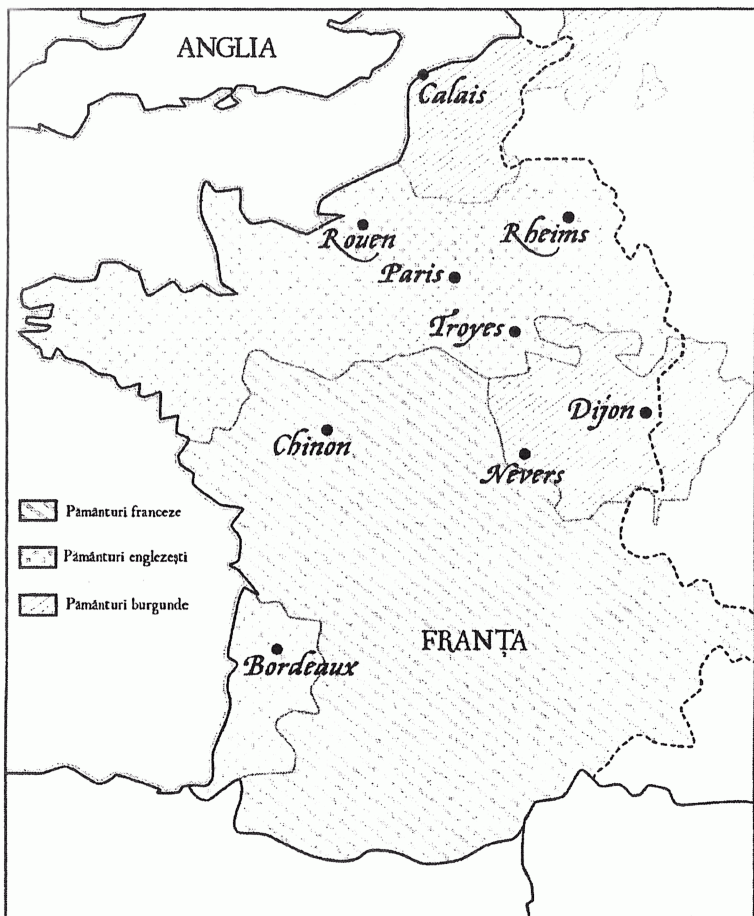 ANGLIA
Calais
Rouen
Rheims
Paris
Troyes
Dijon
Chinon
Nevers
Pământuri franceze
Pământuri englezești
Pământuri burgunde
FRANȚA
Bordeaux